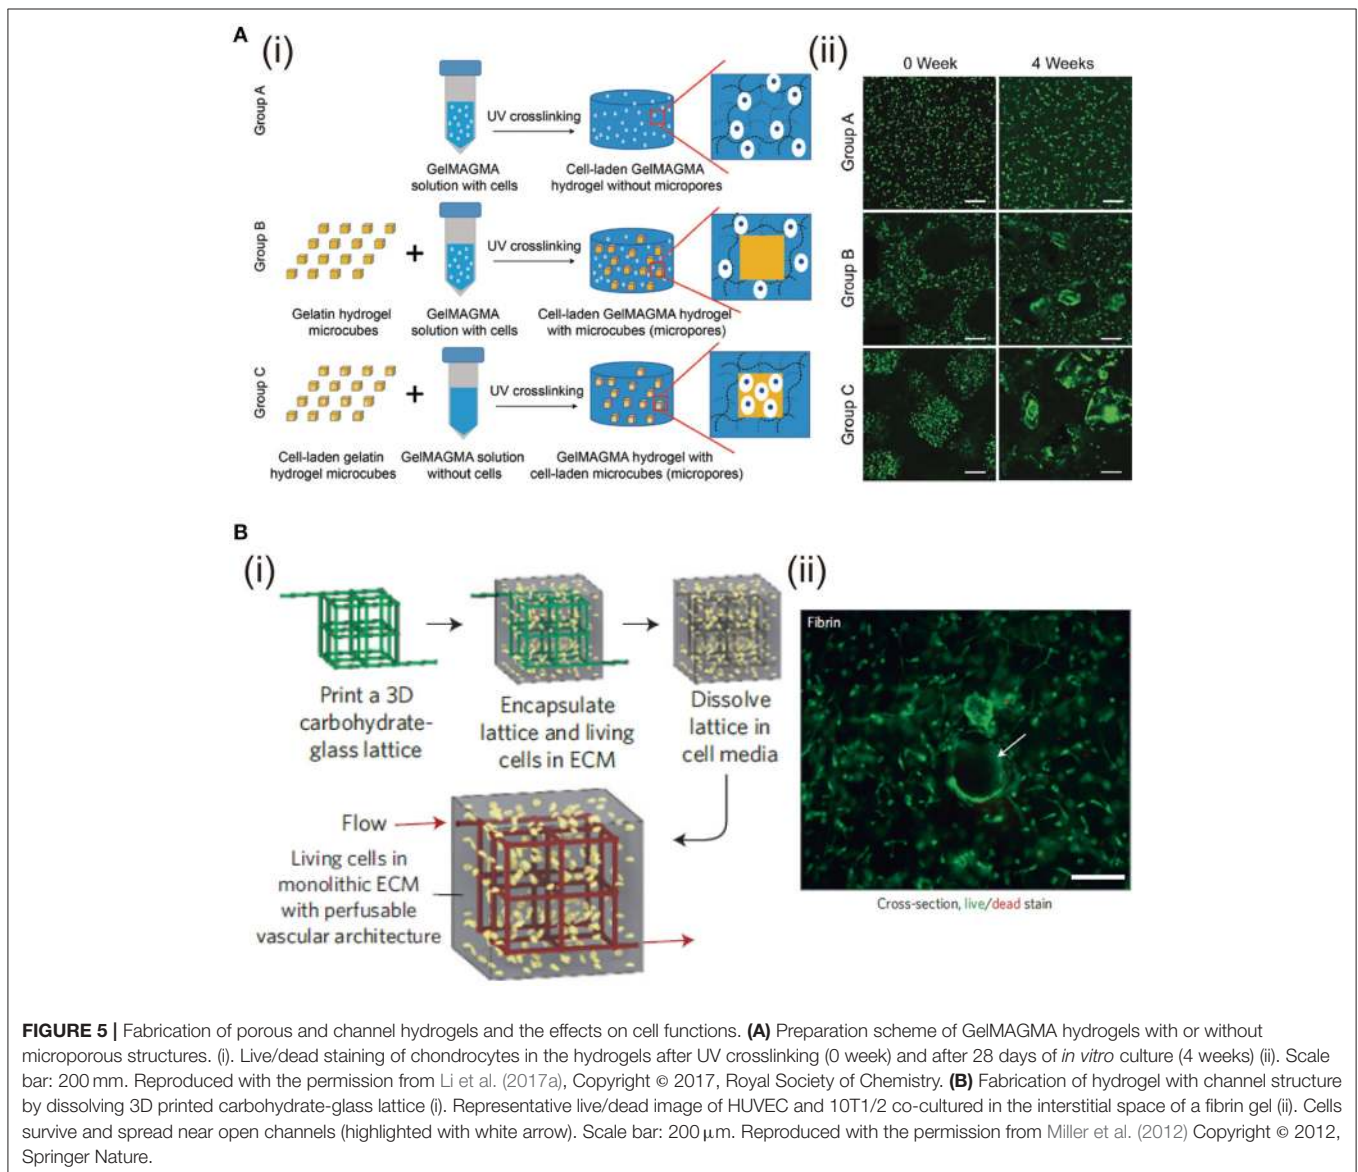 A
(i)
Group A
UV crosslinking
GelMAGMA
solution with cells
Cell-laden GelMAGMA
hydrogel without micropores
Group B
+
UV crosslinking
Gelatin hydrogel
microcubes
GelMAGMA
solution with cells
Cell-laden GelMAGMA hydrogel
with microcubes (micropores)
Group C
+
UV crosslinking
Cell-laden gelatin
hydrogel microcubes
GelMAGMA solution
without cells
GelMAGMA hydrogel with
cell-laden microcubes (micropores)
(ii)
0 Week
4 Weeks
Group A
Group B
Group C
B
(i)
Print a 3D
carbohydrate-
glass lattice
Encapsulate
lattice and living
cells in ECM
Dissolve
lattice in
cell media
Flow
Living cells in
monolithic ECM
with perfusable
vascular architecture
(ii)
Fibrin
Cross-section, live/dead stain
FIGURE 5 | Fabrication of porous and channel hydrogels and the effects on cell functions. (A) Preparation scheme of GelMAGMA hydrogels with or without
microporous structures. (i). Live/dead staining of chondrocytes in the hydrogels after UV crosslinking (0 week) and after 28 days of in vitro culture (4 weeks) (ii). Scale
bar: 200 mm. Reproduced with the permission from Li et al. (2017a), Copyright © 2017, Royal Society of Chemistry. (B) Fabrication of hydrogel with channel structure
by dissolving 3D printed carbohydrate-glass lattice (i). Representative live/dead image of HUVEC and 10T1/2 co-cultured in the interstitial space of a fibrin gel (ii). Cells
survive and spread near open channels (highlighted with white arrow). Scale bar: 200 μm. Reproduced with the permission from Miller et al. (2012) Copyright © 2012,
Springer Nature.